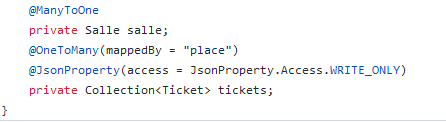 @ManyToOne
private Salle salle;
@OneToMany(mappedBy = "place")
@JsonProperty(access = JsonProperty.Access.WRITE_ONLY)
private Collection<Ticket> tickets;
}